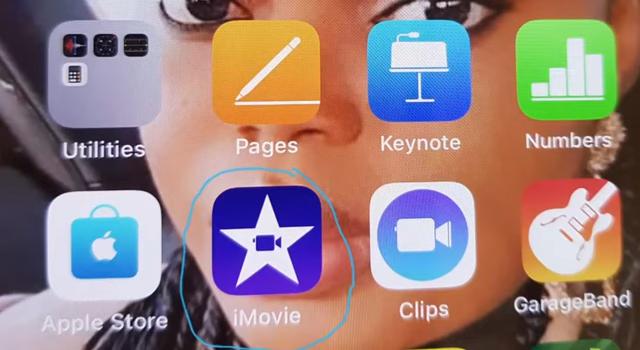 Utilities
Pages
Keynote
Numbers
Apple Store
iMovie
Clips
GarageBand